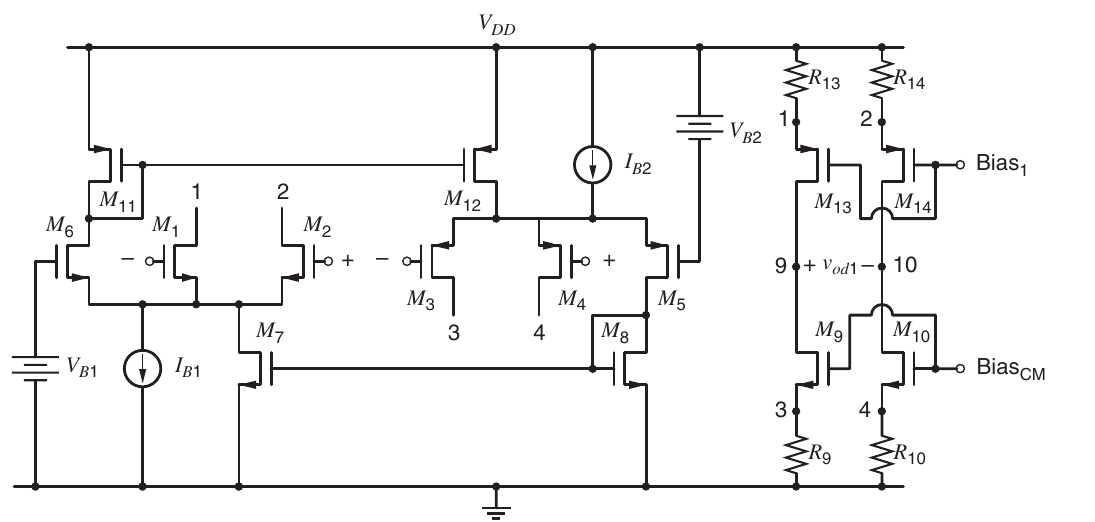 V_DD
R_13
R_14
1
2
V_B2
I_B2
Bias_1
M_11
M_12
M_13
M_14
1
2
M_6
M_1
M_2
− + − +
M_3
M_4
M_5
9 + v_od1 − 10
3
4
M_7
M_8
M_9
M_10
V_B1
I_B1
Bias_CM
3
4
R_9
R_10